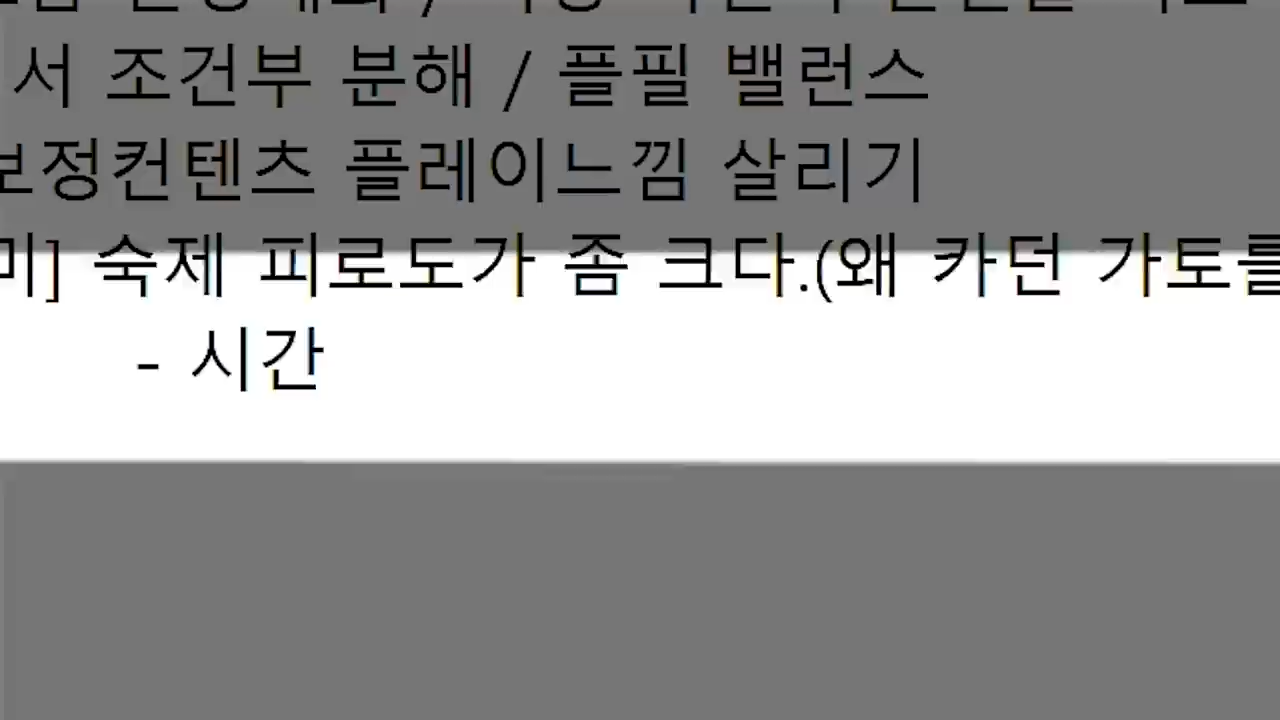 서 조건부 분해 / 플필 밸런스
보정컨텐츠 플레이느낌 살리기
미] 숙제 피로도가 좀 크다.(왜 카던 가토를
- 시간